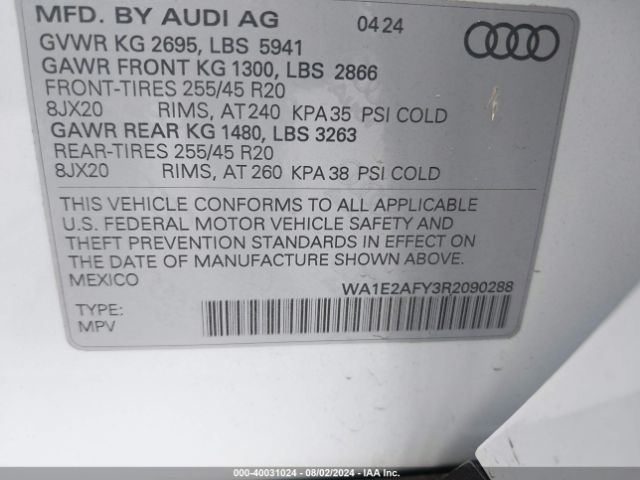 MFD. BY AUDI AG 04 24
GVWR KG 2695, LBS 5941
GAWR FRONT KG 1300, LBS 2866
FRONT-TIRES 255/45 R20
8JX20 RIMS, AT 240 KPA 35 PSI COLD
GAWR REAR KG 1480, LBS 3263
REAR-TIRES 255/45 R20
8JX20 RIMS, AT 260 KPA 38 PSI COLD
THIS VEHICLE CONFORMS TO ALL APPLICABLE
U.S. FEDERAL MOTOR VEHICLE SAFETY AND
THEFT PREVENTION STANDARDS IN EFFECT ON
THE DATE OF MANUFACTURE SHOWN ABOVE.
MEXICO
WA1E2AFY3R2090288
TYPE:
MPV
000-40031024 - 08/02/2024 - IAA Inc.